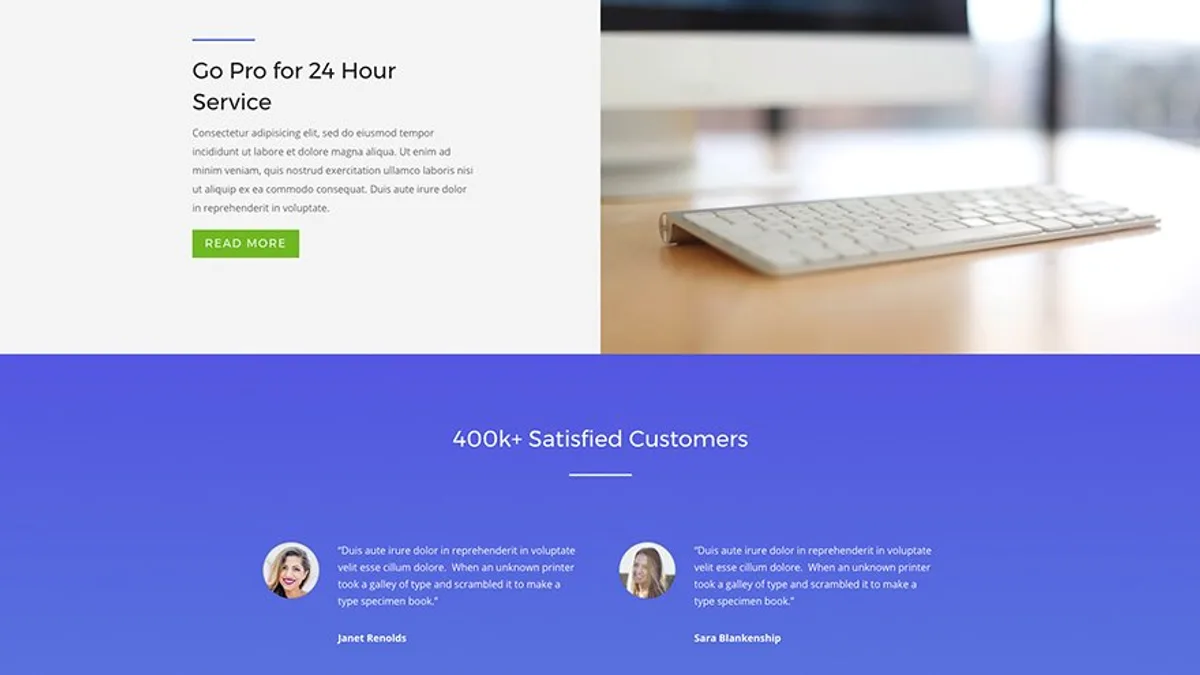 Go Pro for 24 Hour
Service
Consectetur adipisicing elit, sed do eiusmod tempor
incididunt ut labore et dolore magna aliqua. Ut enim ad
minim veniam, quis nostrud exercitation ullamco laboris nisi
ut aliquip ex ea commodo consequat. Duis aute irure dolor
in reprehenderit in voluptate.
READ MORE
400k+ Satisfied Customers
“Duis aute irure dolor in reprehenderit in voluptate
velit esse cillum dolore.  When an unknown printer
took a galley of type and scrambled it to make a
type specimen book.”
Janet Renolds
“Duis aute irure dolor in reprehenderit in voluptate
velit esse cillum dolore.  When an unknown printer
took a galley of type and scrambled it to make a
type specimen book.”
Sara Blankenship